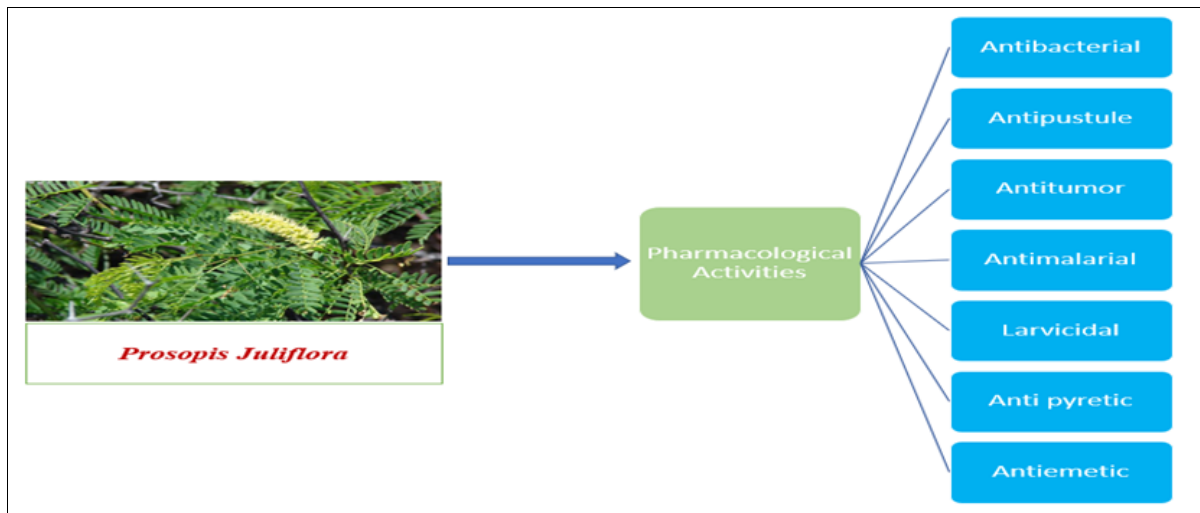 Prosopis Juliflora
Pharmacological
Activities
Antibacterial
Antipustule
Antitumor
Antimalarial
Larvicidal
Anti pyretic
Antiemetic